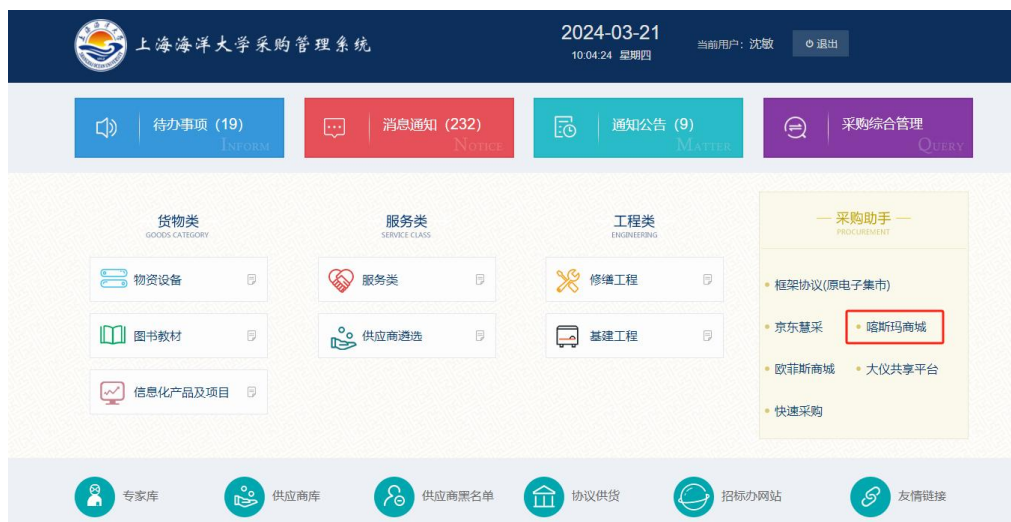 上海海洋大学采购管理系统
2024-03-21
10:04:24 星期四
当前用户: 沈敏
退出
待办事项 (19)
INFORM
消息通知 (232)
NOTICE
通知公告 (9)
MATTER
采购综合管理
QUERY
货物类
GOODS CATEGORY
服务类
SERVICE CLASS
工程类
ENGINEERING
— 采购助手 —
PROCUREMENT
物资设备
服务类
修缮工程
框架协议(原电子集市)
图书教材
供应商遴选
基建工程
京东慧采
喀斯玛商城
信息化产品及项目
欧菲斯商城
大仪共享平台
快速采购
专家库
供应商库
供应商黑名单
协议供货
招标办网站
友情链接